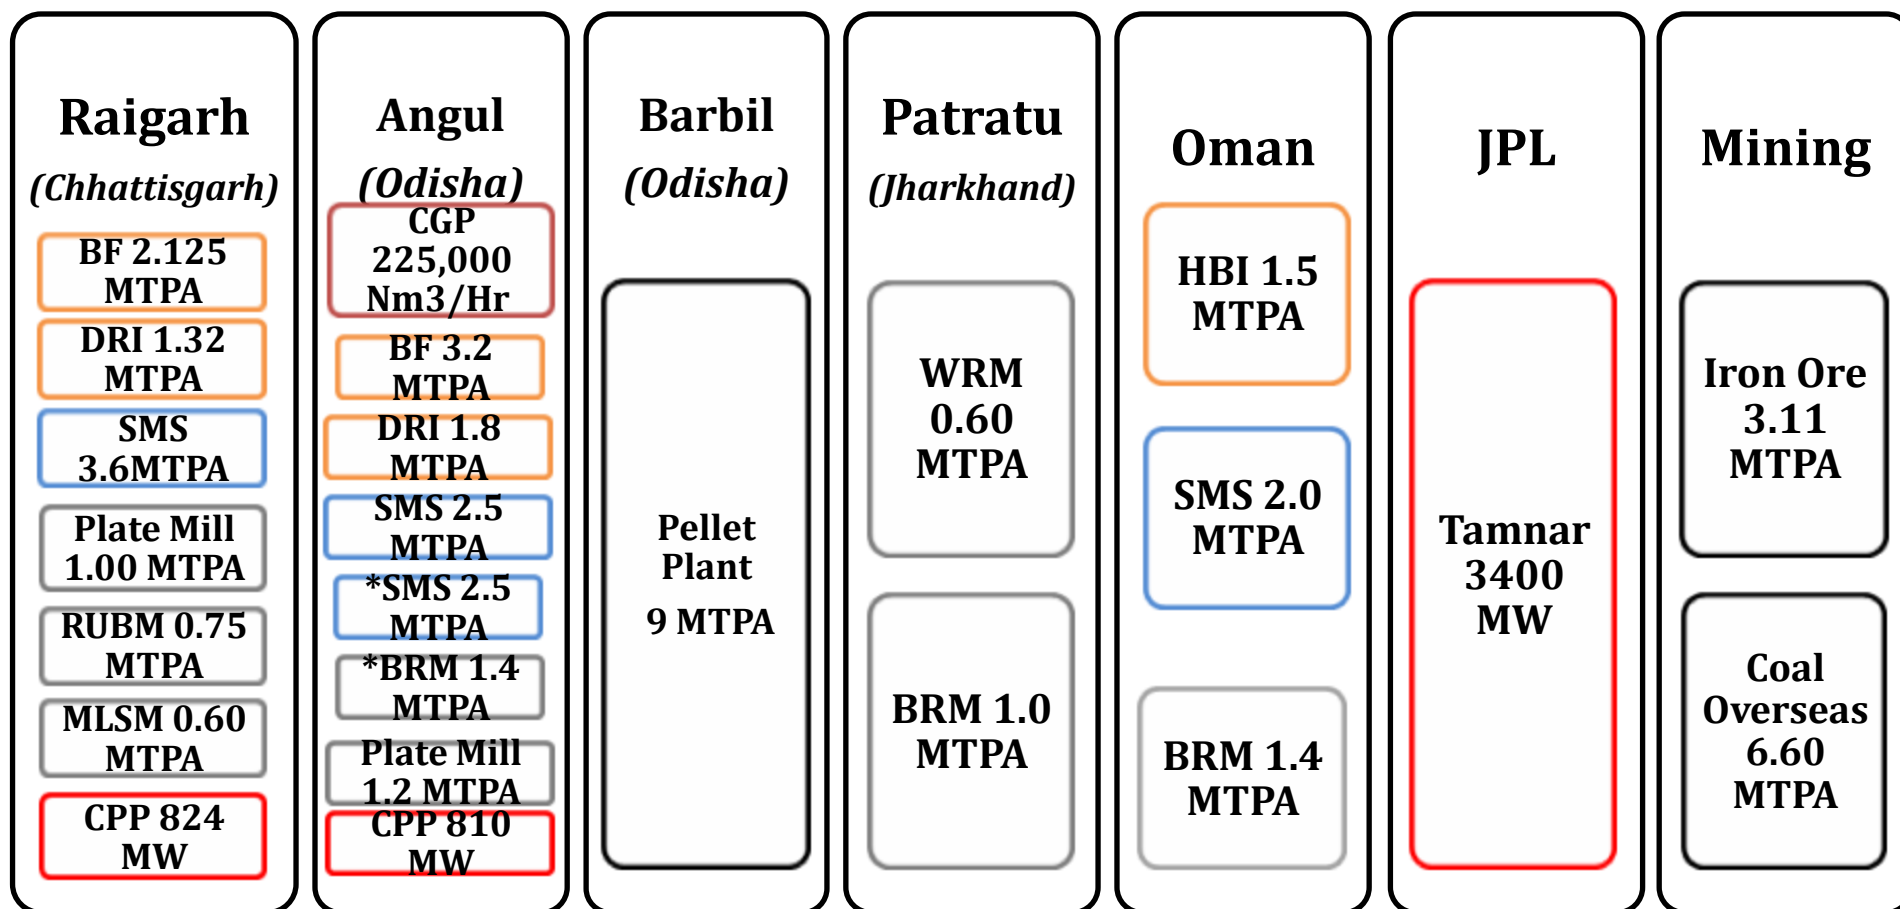 Raigarh
(Chhattisgarh)
BF 2.125
MTPA
DRI 1.32
MTPA
SMS
3.6MTPA
Plate Mill
1.00 MTPA
RUBM 0.75
MTPA
MLSM 0.60
MTPA
CPP 824
MW
Angul
(Odisha)
CGP
225,000
Nm3/Hr
BF 3.2
MTPA
DRI 1.8
MTPA
SMS 2.5
MTPA
*SMS 2.5
MTPA
*BRM 1.4
MTPA
Plate Mill
1.2 MTPA
CPP 810
MW
Barbil
(Odisha)
Pellet
Plant
9 MTPA
Patratu
(Jharkhand)
WRM
0.60
MTPA
BRM 1.0
MTPA
Oman
HBI 1.5
MTPA
SMS 2.0
MTPA
BRM 1.4
MTPA
JPL
Tamnar
3400
MW
Mining
Iron Ore
3.11
MTPA
Coal
Overseas
6.60
MTPA